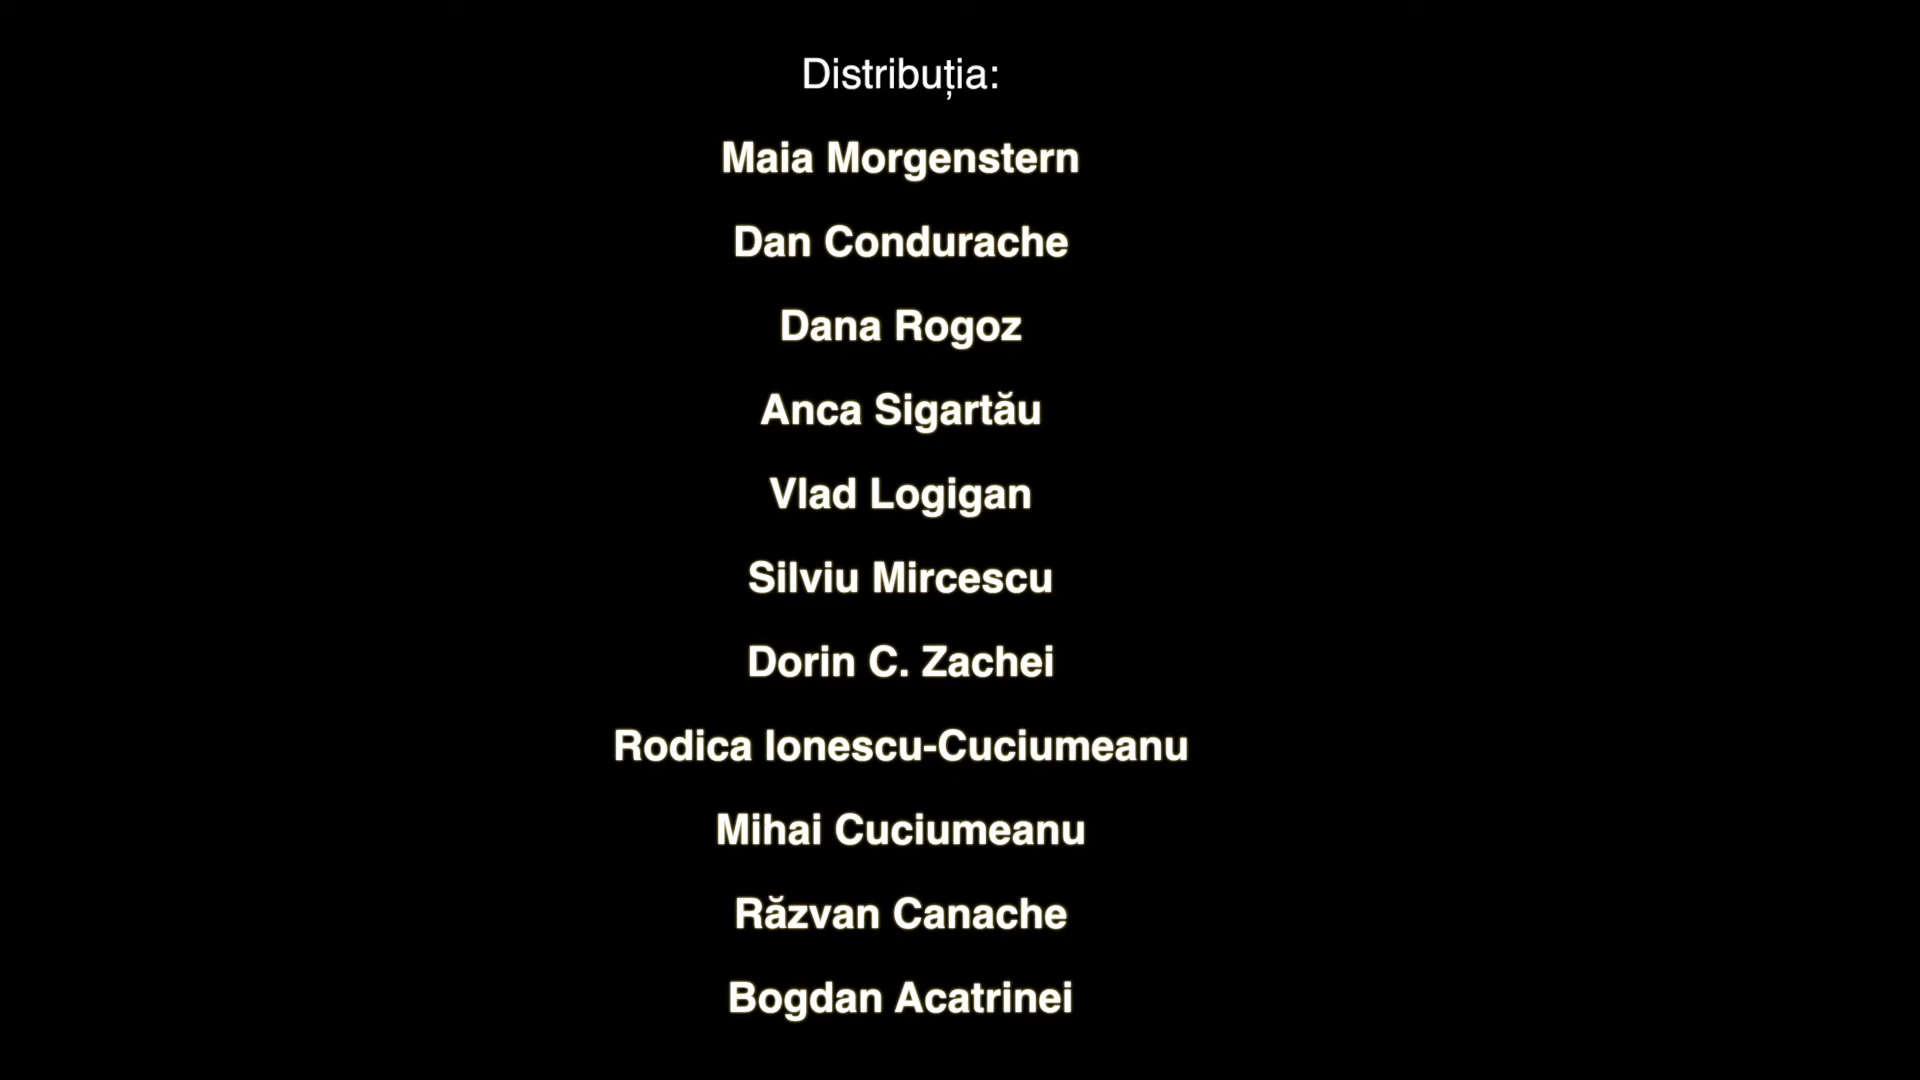 Distribuția:
Maia Morgenstern
Dan Condurache
Dana Rogoz
Anca Sigartău
Vlad Logigan
Silviu Mircescu
Dorin C. Zachei
Rodica Ionescu-Cuciumeanu
Mihai Cuciumeanu
Răzvan Canache
Bogdan Acatrinei